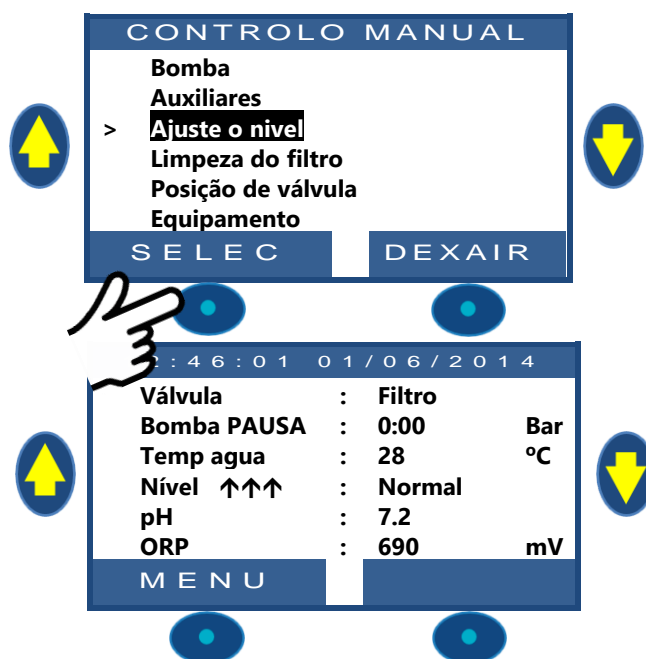 CONTROLO MANUAL
Bomba
Auxiliares
> Ajuste o nivel
Limpeza do filtro
Posição de válvula
Equipamento
SELEC DEXAIR
:46:01 01/06/2014
Válvula : Filtro
Bomba PAUSA : 0:00 Bar
Temp agua : 28 ºC
Nível ↑↑↑ : Normal
pH : 7.2
ORP : 690 mV
MENU